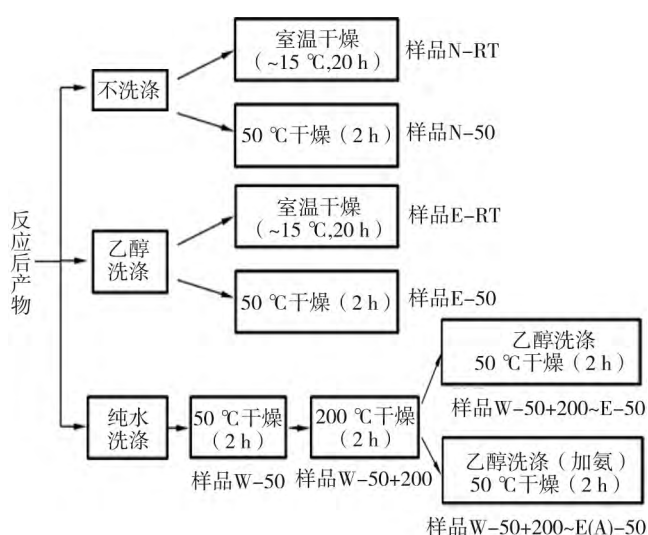 室温干燥
(~15 ℃,20 h)
样品N-RT
不洗涤
50 ℃干燥(2 h)
样品N-50
反应后产物
室温干燥
(~15 ℃,20 h)
样品E-RT
乙醇
洗涤
50 ℃干燥(2 h)
样品E-50
纯水
洗涤
50 ℃干燥
(2 h)
样品W-50
200 ℃干燥
(2 h)
样品W-50+200
乙醇洗涤
50 ℃干燥(2 h)
样品W-50+200~E-50
乙醇洗涤(加氨)
50 ℃干燥(2 h)
样品W-50+200~E(A)-50